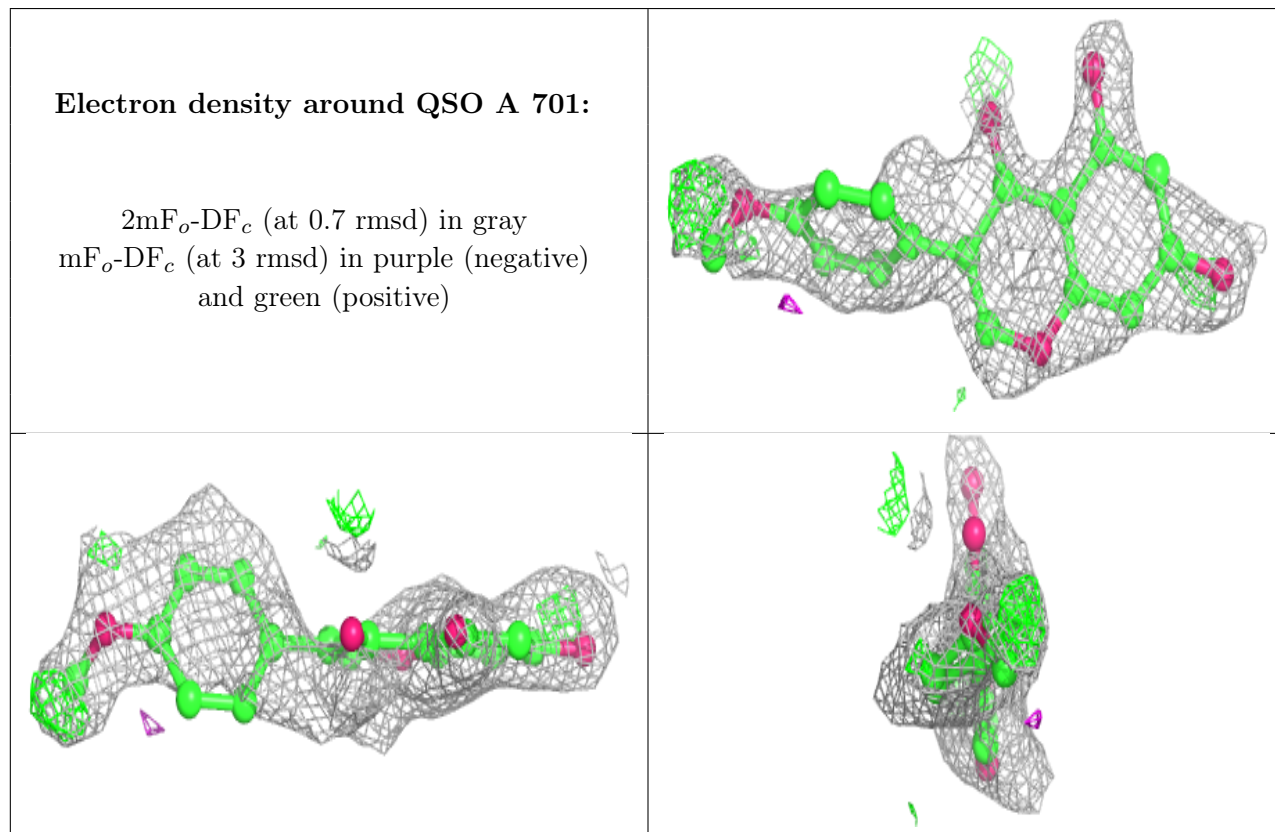 Electron density around QSO A 701:
2mFo-DFc (at 0.7 rmsd) in gray
mFo-DFc (at 3 rmsd) in purple (negative)
and green (positive)